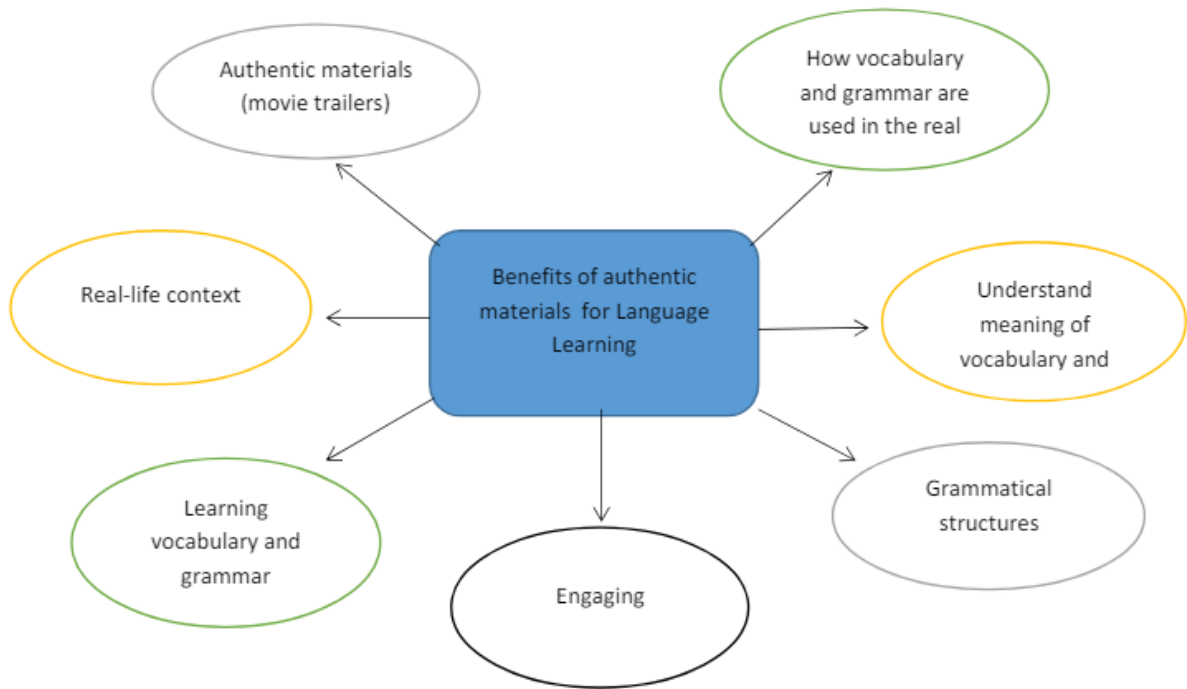 Authentic materials
(movie trailers)
How vocabulary
and grammar are
used in the real
Real-life context
Benefits of authentic
materials for Language
Learning
Understand
meaning of
vocabulary and
Learning
vocabulary and
grammar
Engaging
Grammatical
structures